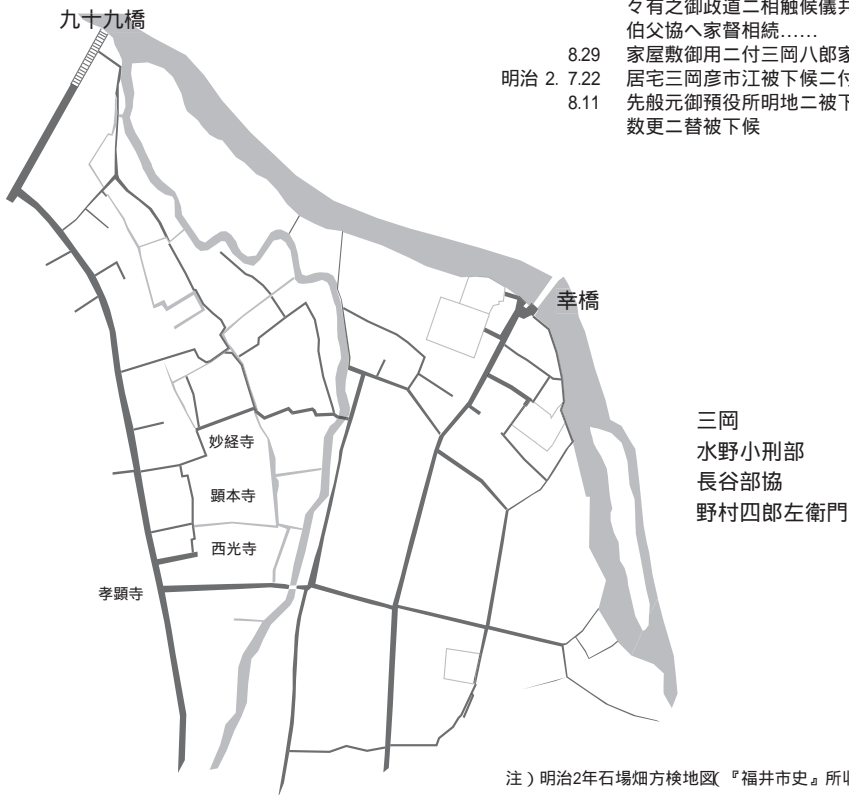 々有之御政道ニ相触候儀共
伯父協へ家督相続……
8.29 家屋敷御用ニ付三岡八郎家
明治 2. 7.22 居宅三岡彦市江被下候ニ付
8.11 先般元御預役所明地ニ被下
数更ニ替被下候
九十九橋
幸橋
三岡
水野小刑部
長谷部協
野村四郎左衛門
妙経寺
顕本寺
西光寺
孝顕寺
注）明治2年石場畑方検地図(『福井市史』所収